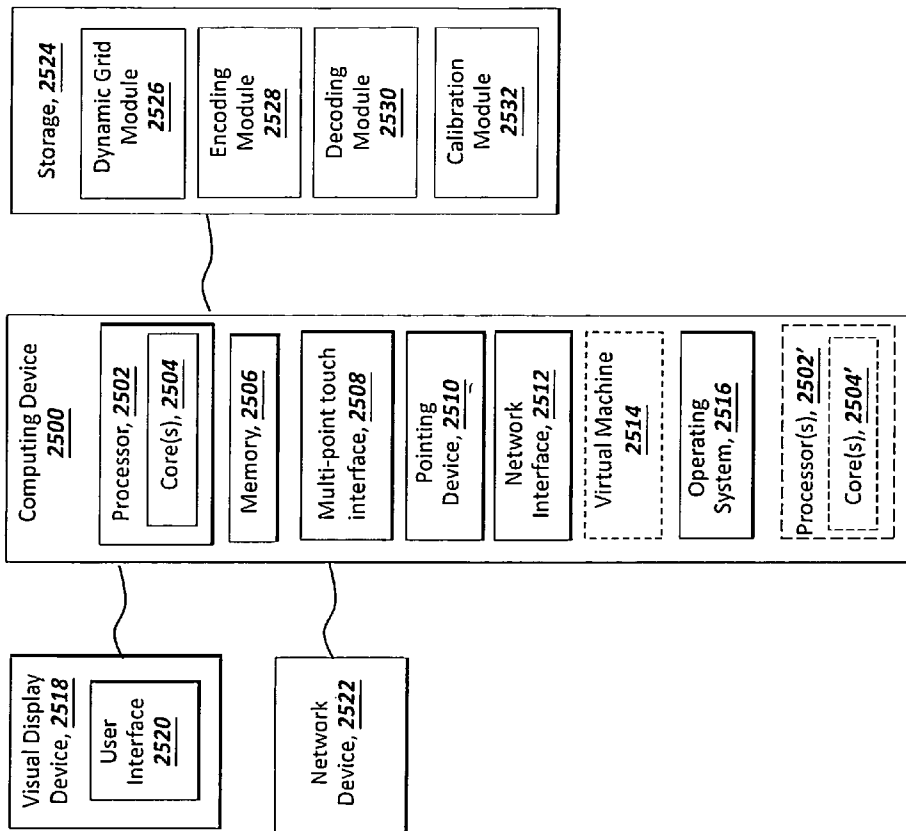 Visual Display
Device, 2518
User
Interface
2520
Network
Device, 2522
Computing Device
2500
Processor, 2502
Core(s), 2504
Memory, 2506
Multi-point touch
interface, 2508
Pointing
Device, 2510
Network
Interface, 2512
Virtual Machine
2514
Operating
System, 2516
Processor(s), 2502'
Core(s), 2504'
Storage, 2524
Dynamic Grid
Module
2526
Encoding
Module
2528
Decoding
Module
2530
Calibration
Module
2532